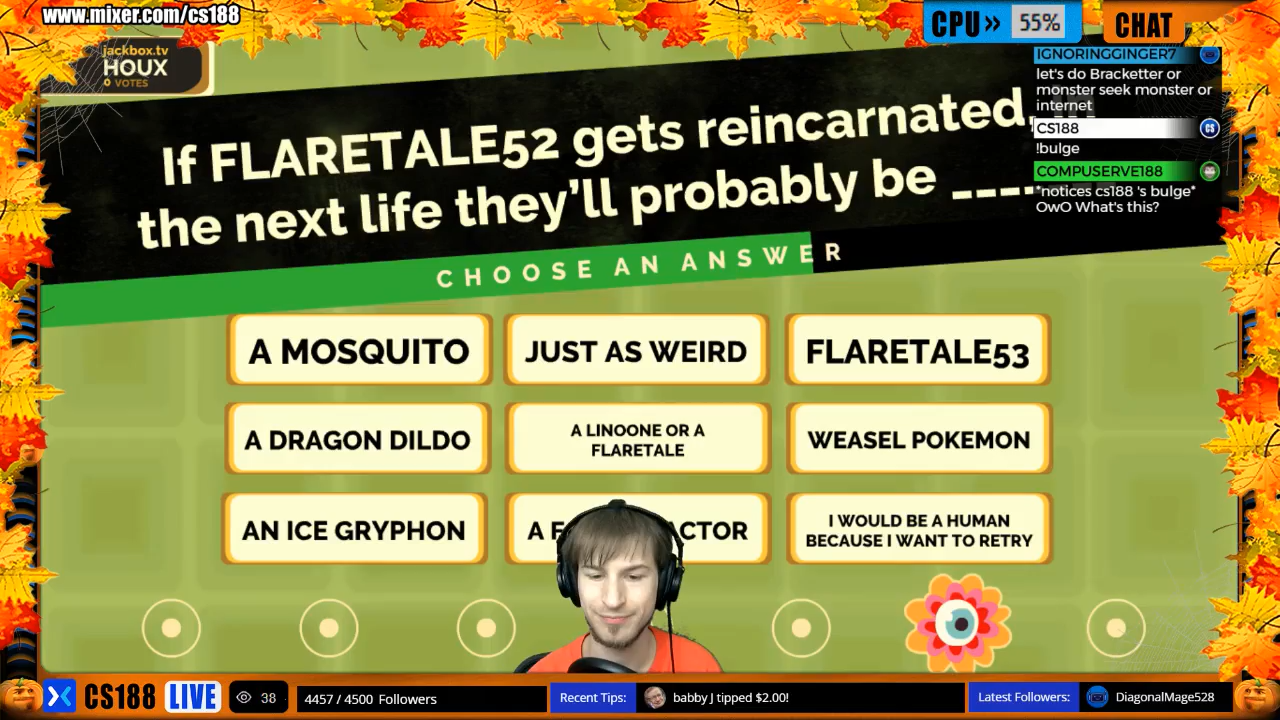 www.mixer.com/cs188
CPU»
55%
CHAT
jackbox.tv
HOUX
0 VOTES
IGNORINGGINGER7
let's do Bracketter or
monster seek monster or
internet
CS188
!bulge
COMPUSERVE188
*notices cs188 's bulge*
OwO What's this?
If FLARETALE52 gets reincarnated,
the next life they'll probably be ____
CHOOSE AN ANSWER
A MOSQUITO
JUST AS WEIRD
FLARETALE53
A DRAGON DILDO
A LINOONE OR A
FLARETALE
WEASEL POKEMON
AN ICE GRYPHON
A F
ACTOR
I WOULD BE A HUMAN
BECAUSE I WANT TO RETRY
CS188 LIVE
38
4457 / 4500 Followers
Recent Tips:
babby J tipped $2.00!
Latest Followers:
DiagonalMage528